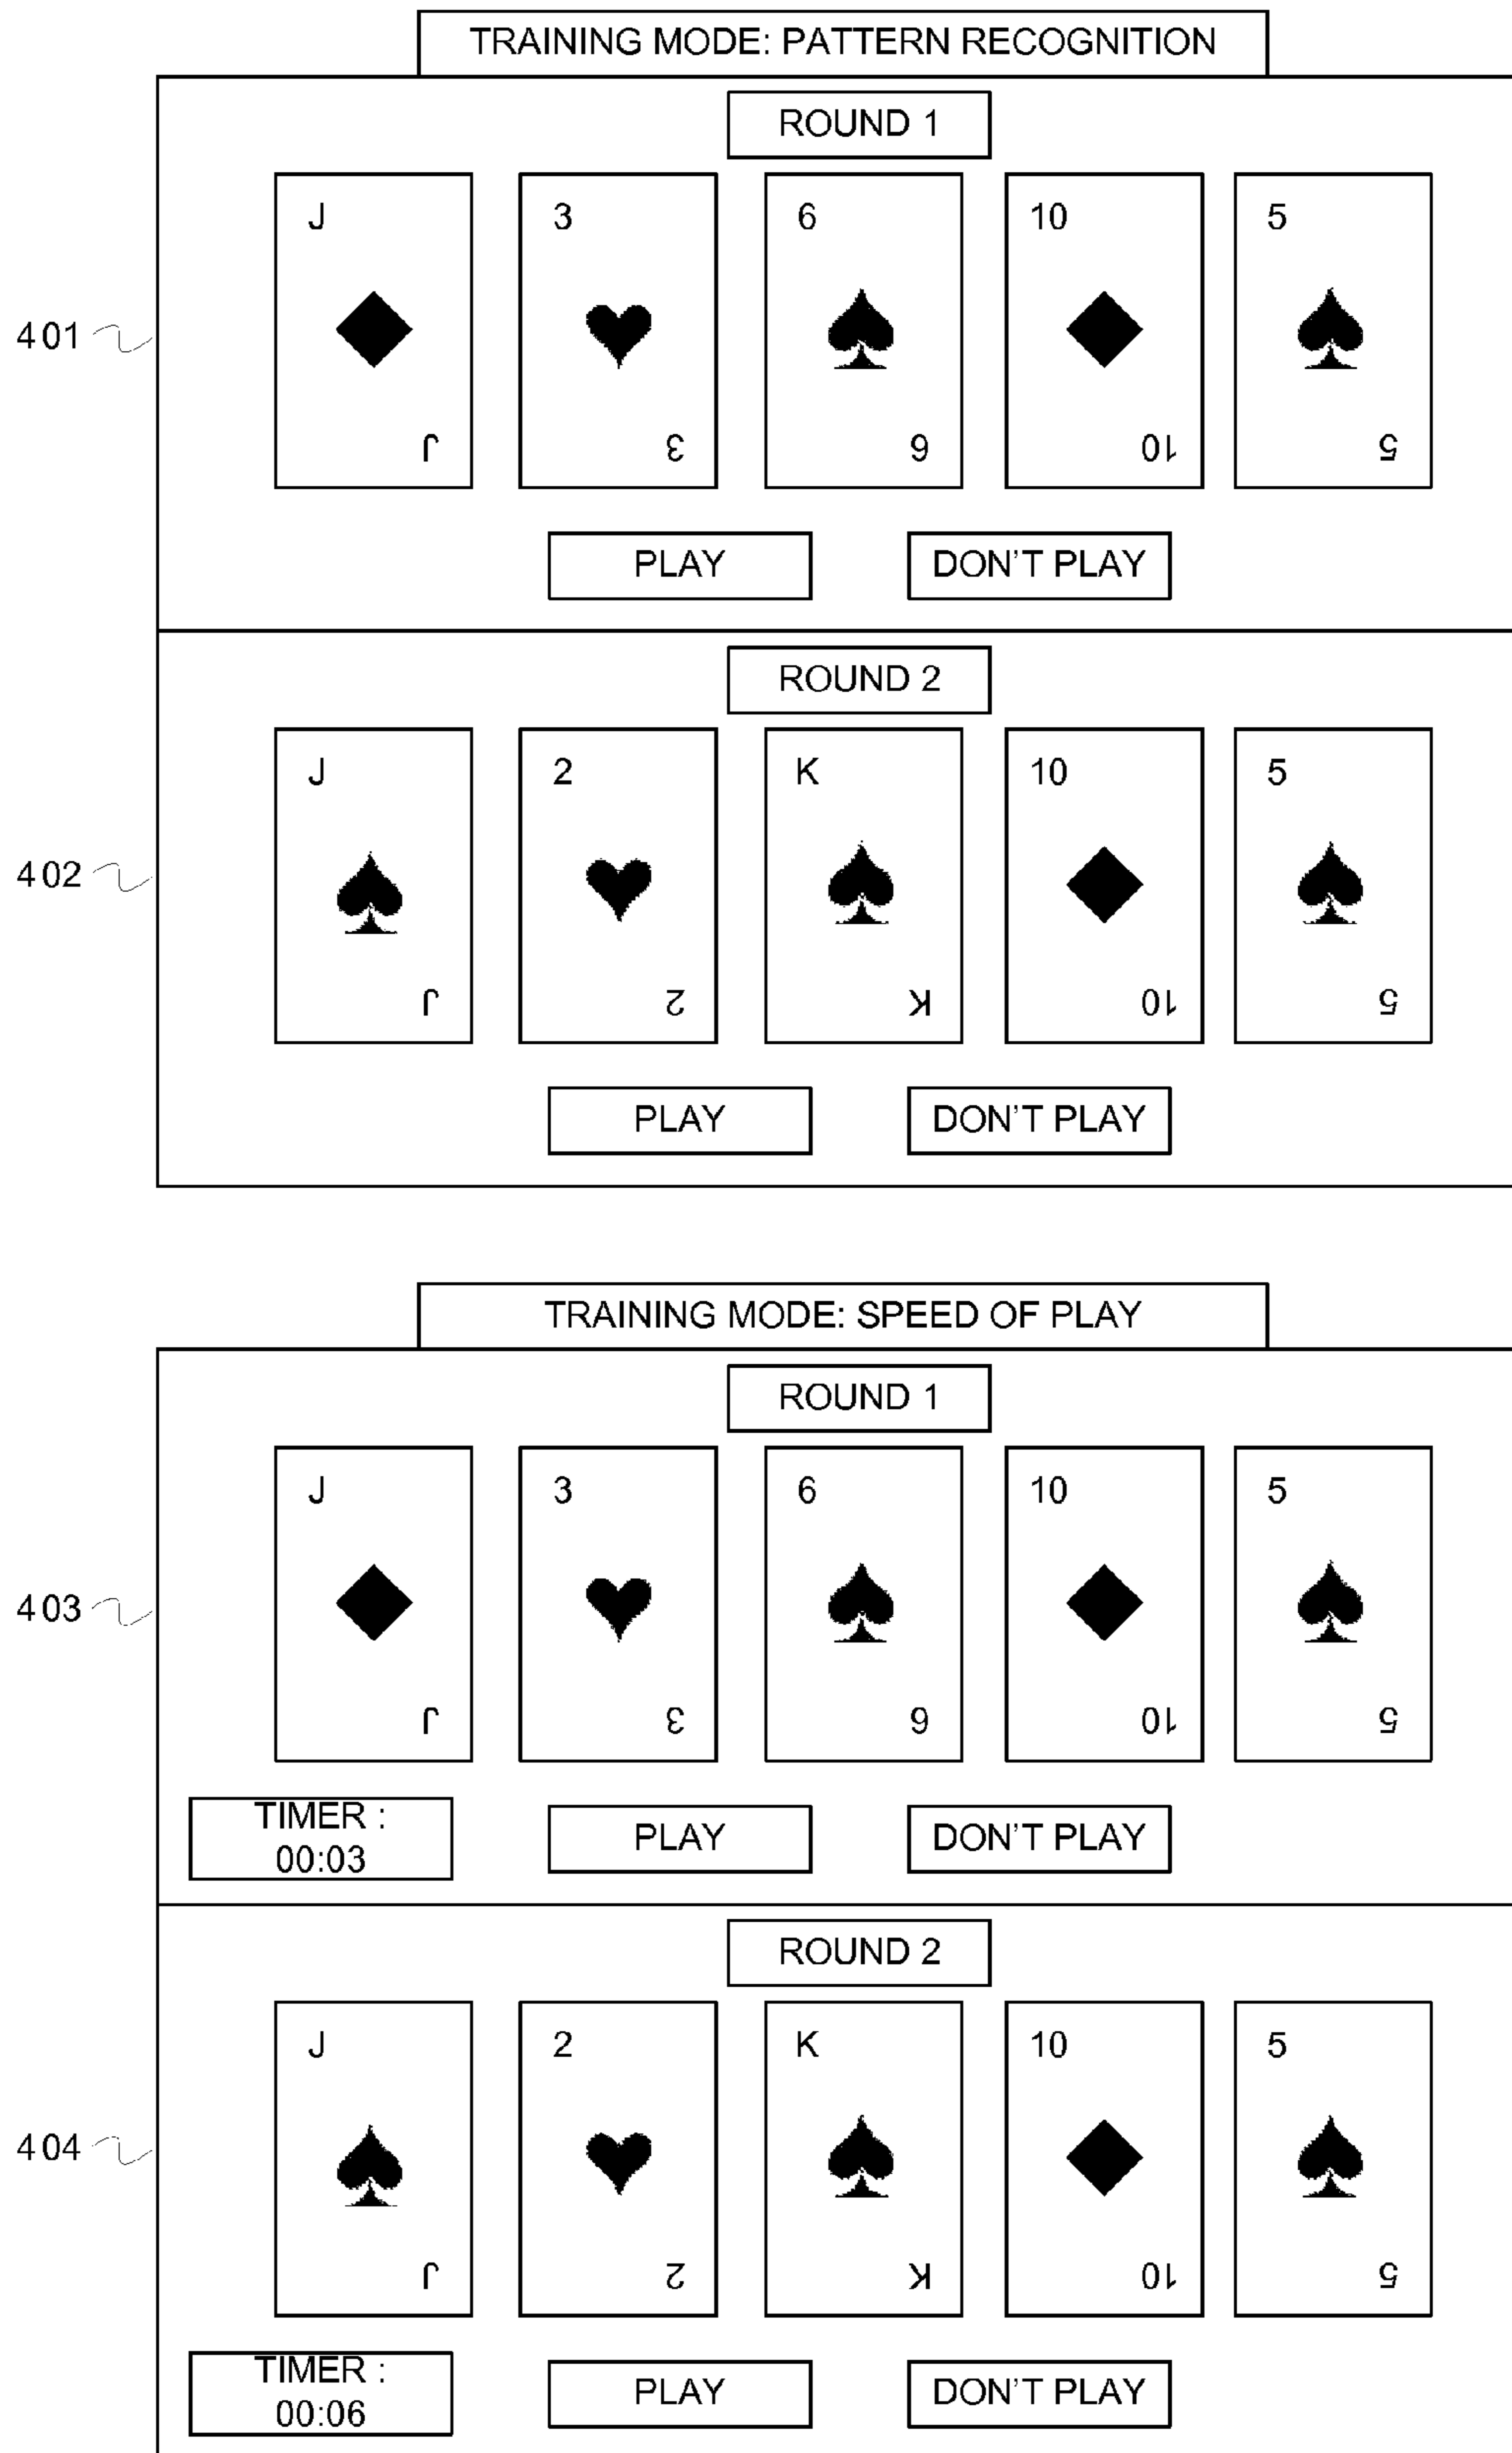 TRAINING MODE: PATTERN RECOGNITION
ROUND 1
J 3 6 10 5
401
J 3 6 10 5
PLAY DON'T PLAY
ROUND 2
J 2 K 10 5
402
J 2 K 10 5
PLAY DON'T PLAY
TRAINING MODE: SPEED OF PLAY
ROUND 1
J 3 6 10 5
403
J 3 6 10 5
TIMER :
00:03
PLAY DON'T PLAY
ROUND 2
J 2 K 10 5
404
J 2 K 10 5
TIMER :
00:06
PLAY DON'T PLAY